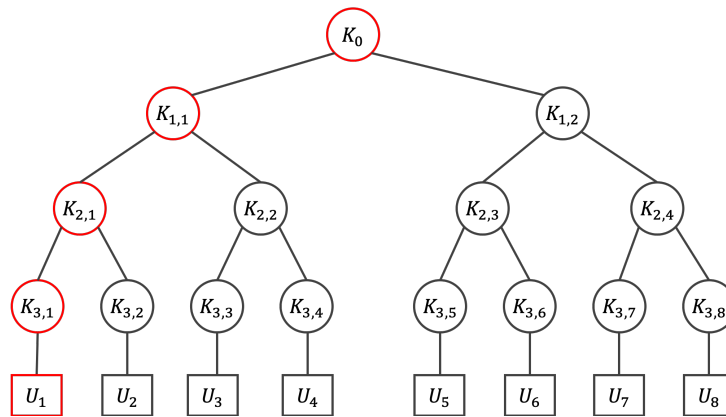 K₀
K₁,₁ K₁,₂
K₂,₁ K₂,₂ K₂,₃ K₂,₄
K₃,₁ K₃,₂ K₃,₃ K₃,₄ K₃,₅ K₃,₆ K₃,₇ K₃,₈
U₁ U₂ U₃ U₄ U₅ U₆ U₇ U₈